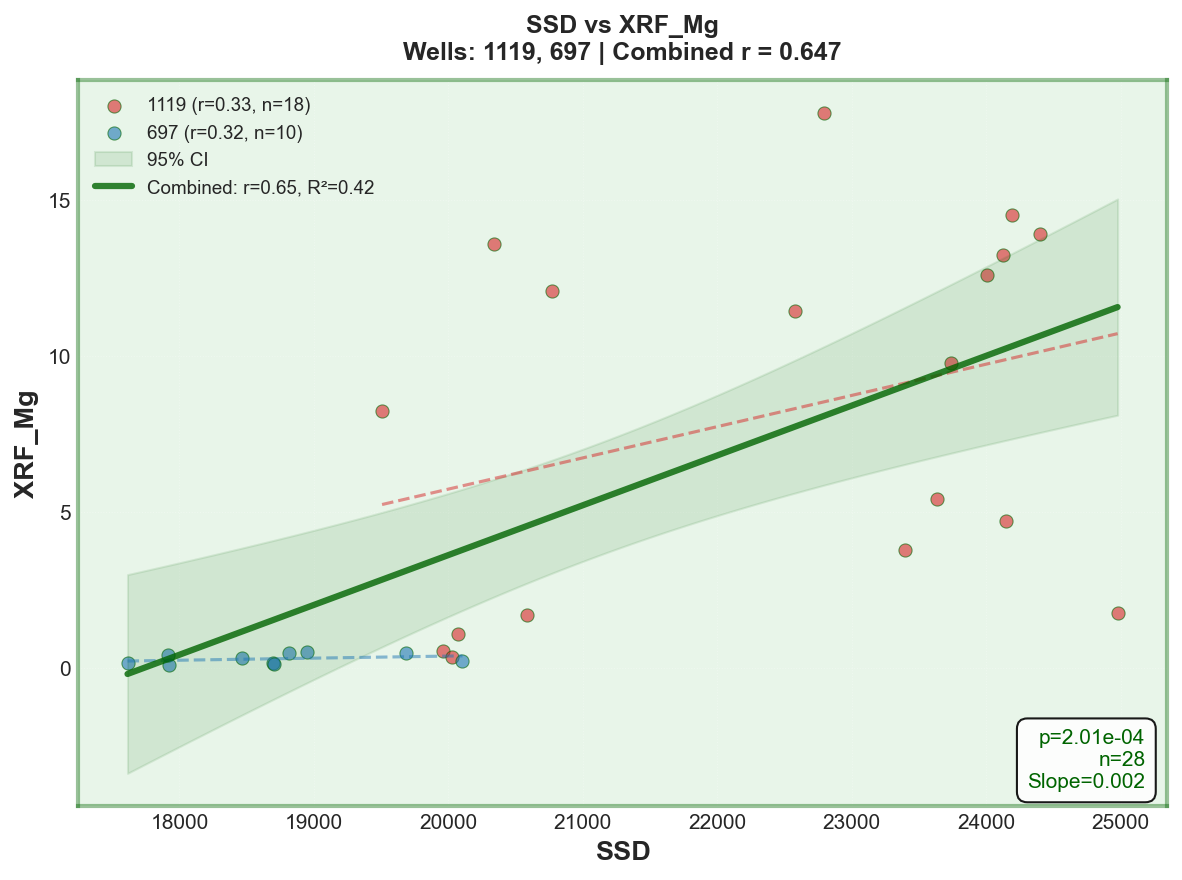 SSD vs XRF_Mg
Wells: 1119, 697 | Combined r = 0.647
1119 (r=0.33, n=18)
697 (r=0.32, n=10)
95% CI
Combined: r=0.65, R²=0.42
XRF_Mg
15
10
5
0
p=2.01e-04
n=28
Slope=0.002
18000 19000 20000 21000 22000 23000 24000 25000
SSD